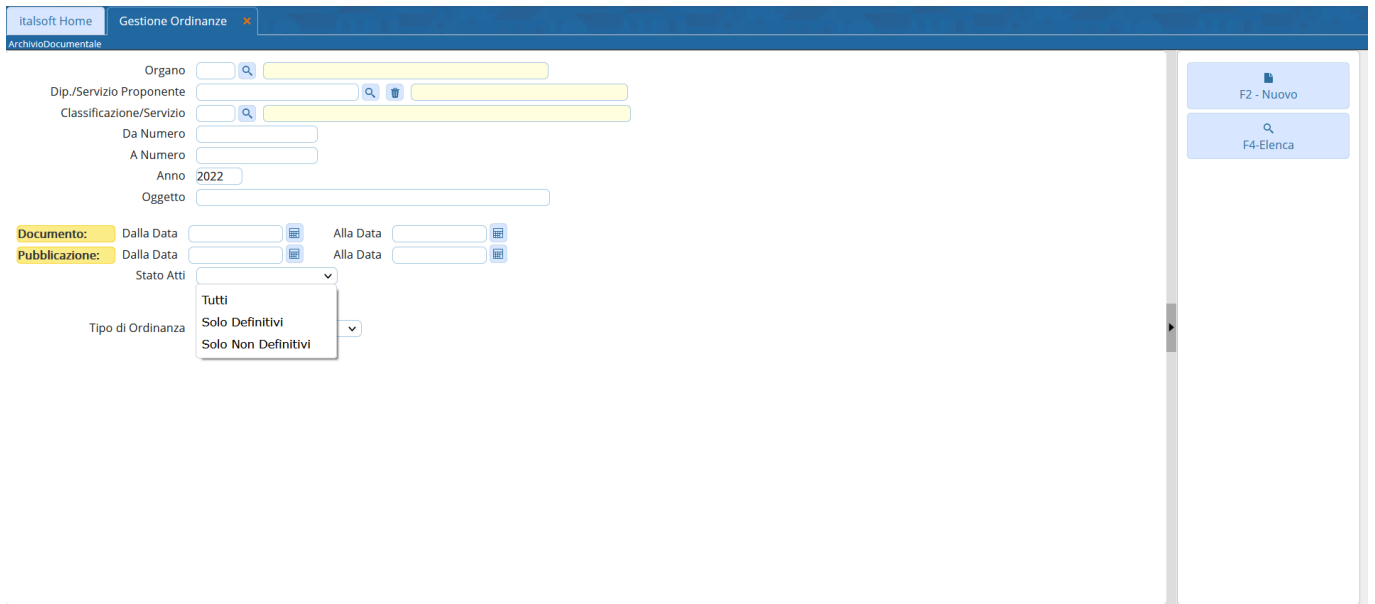 italsoft Home
Gestione Ordinanze ×
ArchivioDocumentale
Organo
Dip./Servizio Proponente
Classificazione/Servizio
Da Numero
A Numero
Anno 2022
Oggetto
Documento: Dalla Data Alla Data
Pubblicazione: Dalla Data Alla Data
Stato Atti
Tutti
Solo Definitivi
Solo Non Definitivi
Tipo di Ordinanza
F2 - Nuovo
F4-Elenca